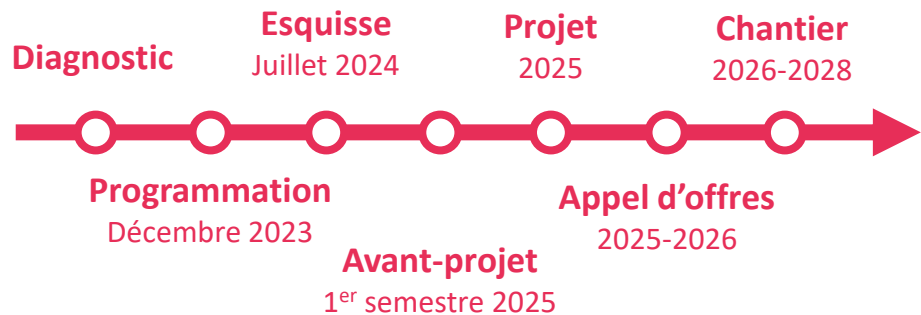 Diagnostic
Programmation
Décembre 2023
Esquisse
Juillet 2024
Avant-projet
1er semestre 2025
Projet
2025
Appel d’offres
2025-2026
Chantier
2026-2028